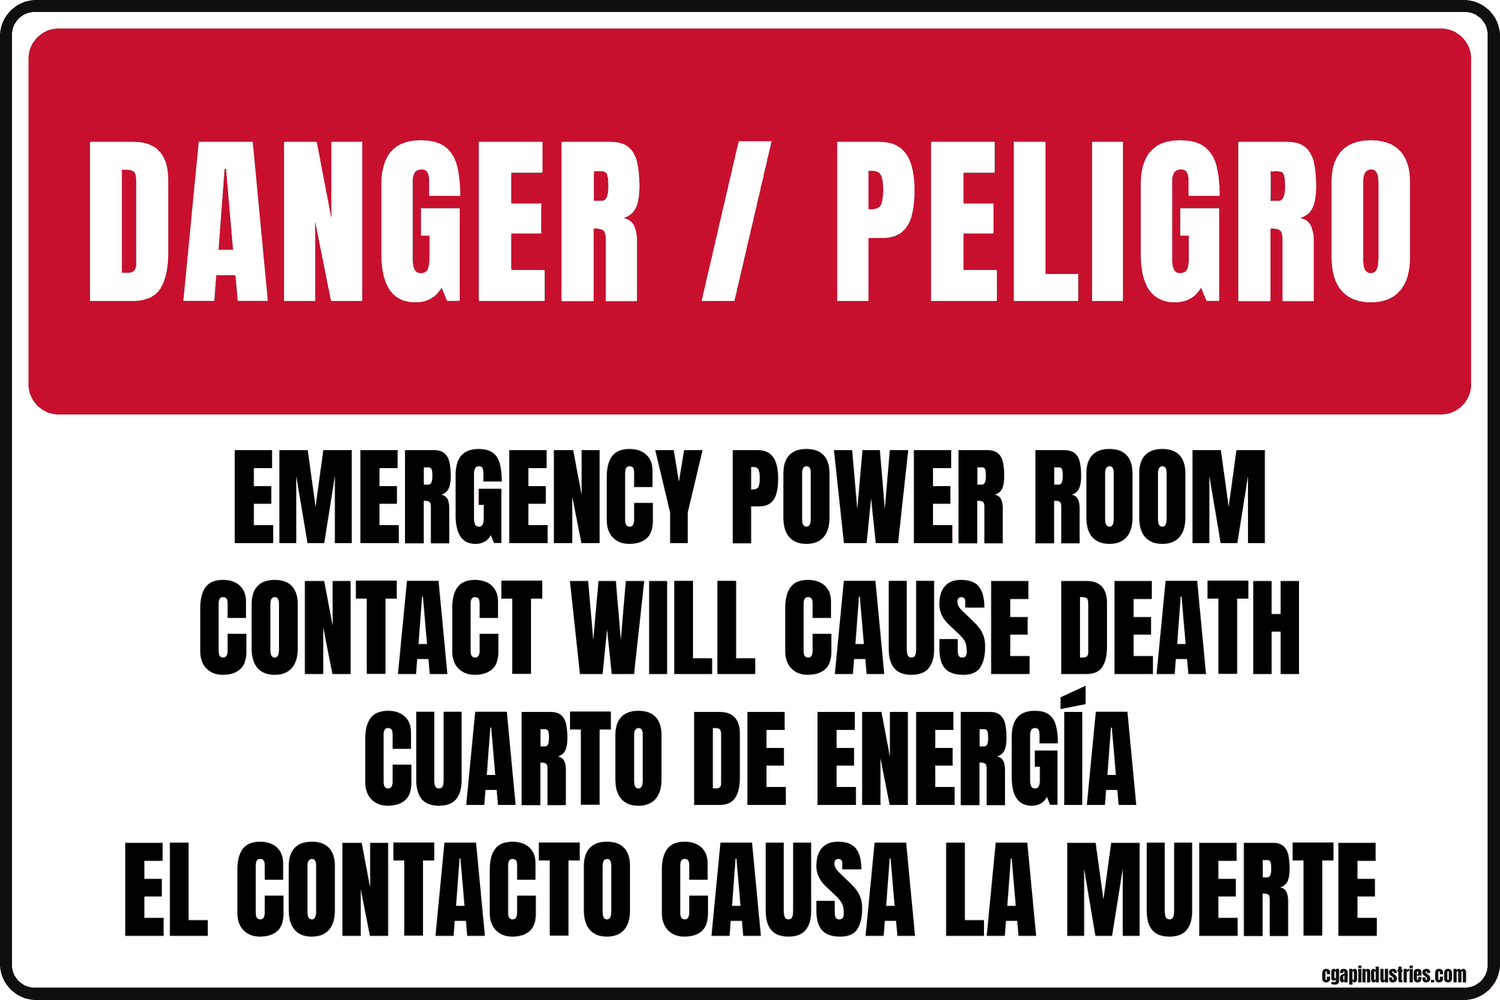 DANGER / PELIGRO
EMERGENCY POWER ROOM
CONTACT WILL CAUSE DEATH
CUARTO DE ENERGÍA
EL CONTACTO CAUSA LA MUERTE
cgapindustries.com